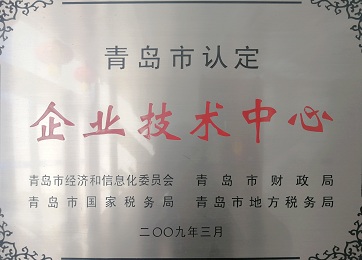 青岛市认定
企业技术中心
青岛市经济和信息化委员会 青岛市财政局
青岛市国家税务局 青岛市地方税务局
二〇〇九年三月